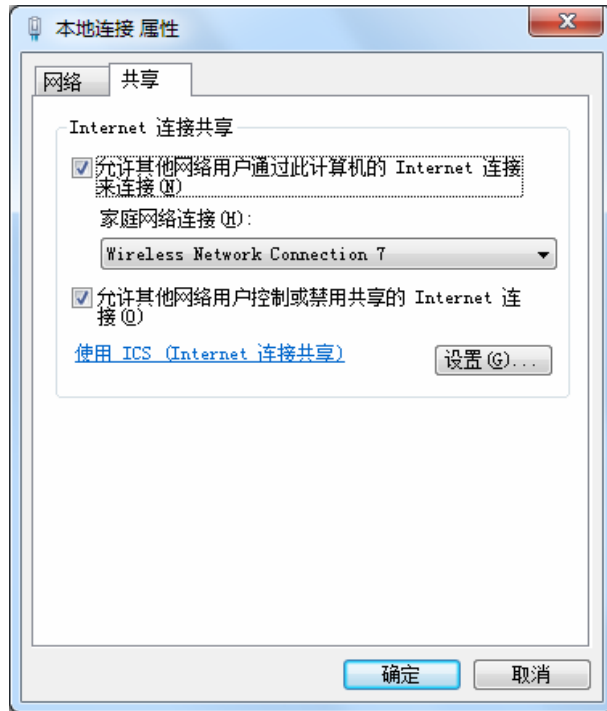 本地连接 属性
网络 共享
Internet 连接共享
允许其他网络用户通过此计算机的 Internet 连接
来连接(N)
家庭网络连接(H):
Wireless Network Connection 7
允许其他网络用户控制或禁用共享的 Internet 连
接(O)
使用 ICS (Internet 连接共享) 设置(G)...
确定 取消